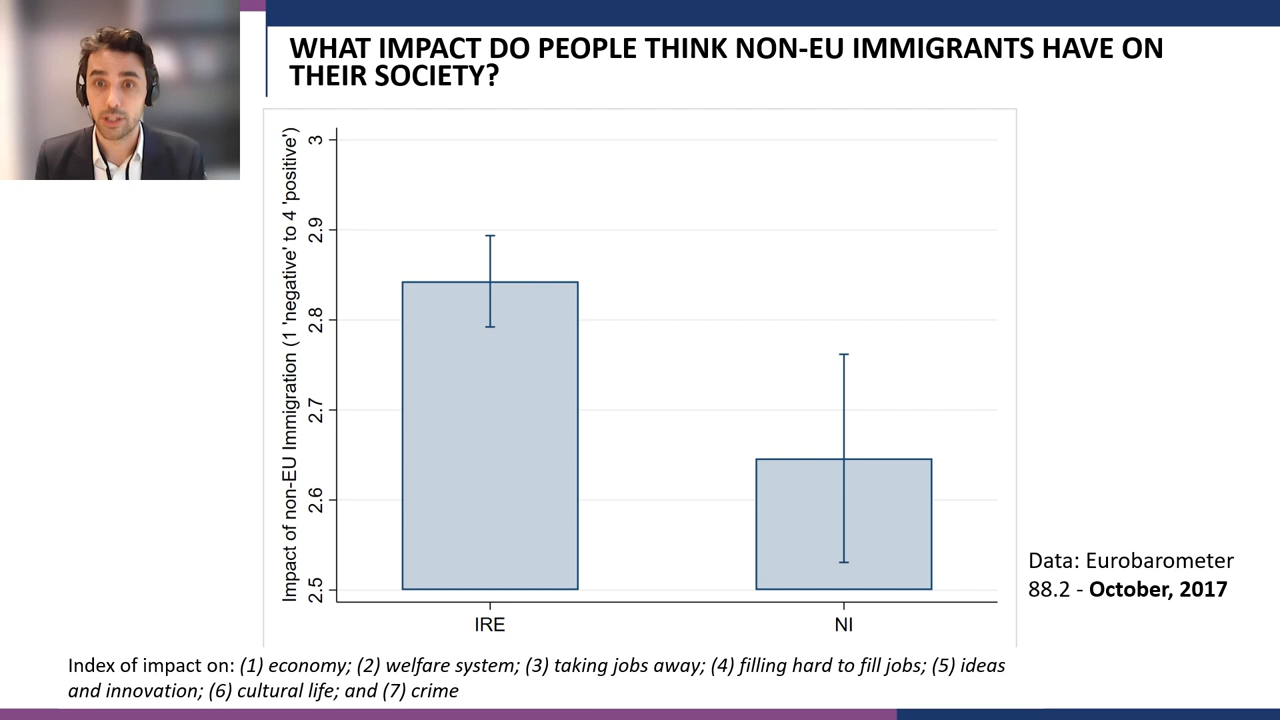 WHAT IMPACT DO PEOPLE THINK NON-EU IMMIGRANTS HAVE ON
THEIR SOCIETY?
Impact of non-EU Immigration (1 'negative' to 4 'positive')
3
2.9
2.8
2.7
2.6
2.5
IRE
NI
Data: Eurobarometer
88.2 - October, 2017
Index of impact on: (1) economy; (2) welfare system; (3) taking jobs away; (4) filling hard to fill jobs; (5) ideas
and innovation; (6) cultural life; and (7) crime